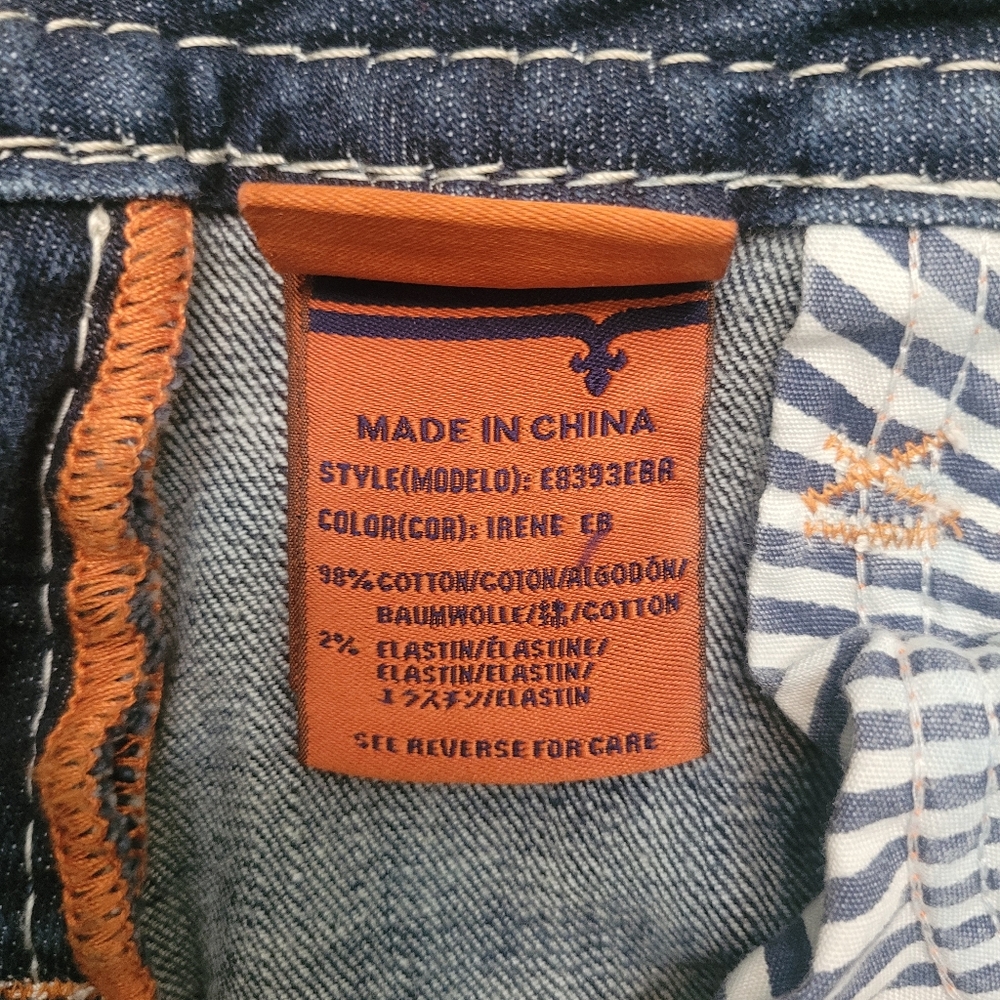 MADE IN CHINA
STYLE(MODELO): E8393EBR
COLOR(COR): IRENE EB
98% COTTON/COTON/ALGODÓN/
BAUMWOLLE/綿/COTTON
2% ELASTIN/ÉLASTINE/
ELASTIN/ELASTIN/
エラスチン/ELASTIN
SEE REVERSE FOR CARE